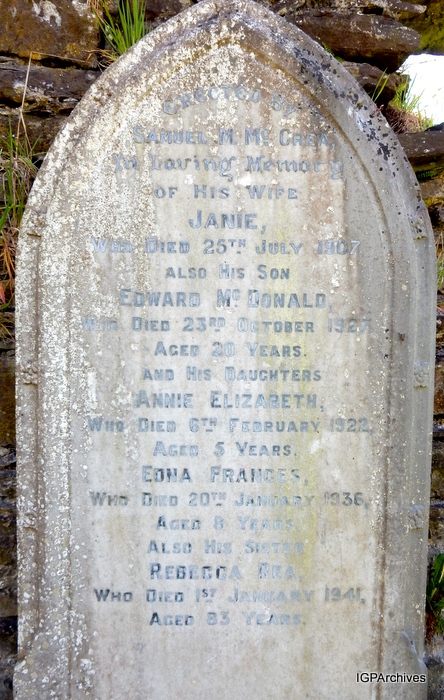 ERECTED BY
SAMUEL M. Mc CREA,
In Loving Memory
OF HIS WIFE
JANIE,
WHO DIED 25TH JULY 1907.
ALSO HIS SON
EDWARD Mc DONALD,
WHO DIED 23RD OCTOBER 1927,
AGED 20 YEARS.
AND HIS DAUGHTERS
ANNIE ELIZABETH,
WHO DIED 6TH FEBRUARY 1922,
AGED 5 YEARS.
EDNA FRANCES,
WHO DIED 20TH JANUARY 1936,
AGED 8 YEARS.
ALSO HIS SISTER
REBECCA REA,
WHO DIED 1ST JANUARY 1941,
AGED 83 YEARS.
IGPArchives